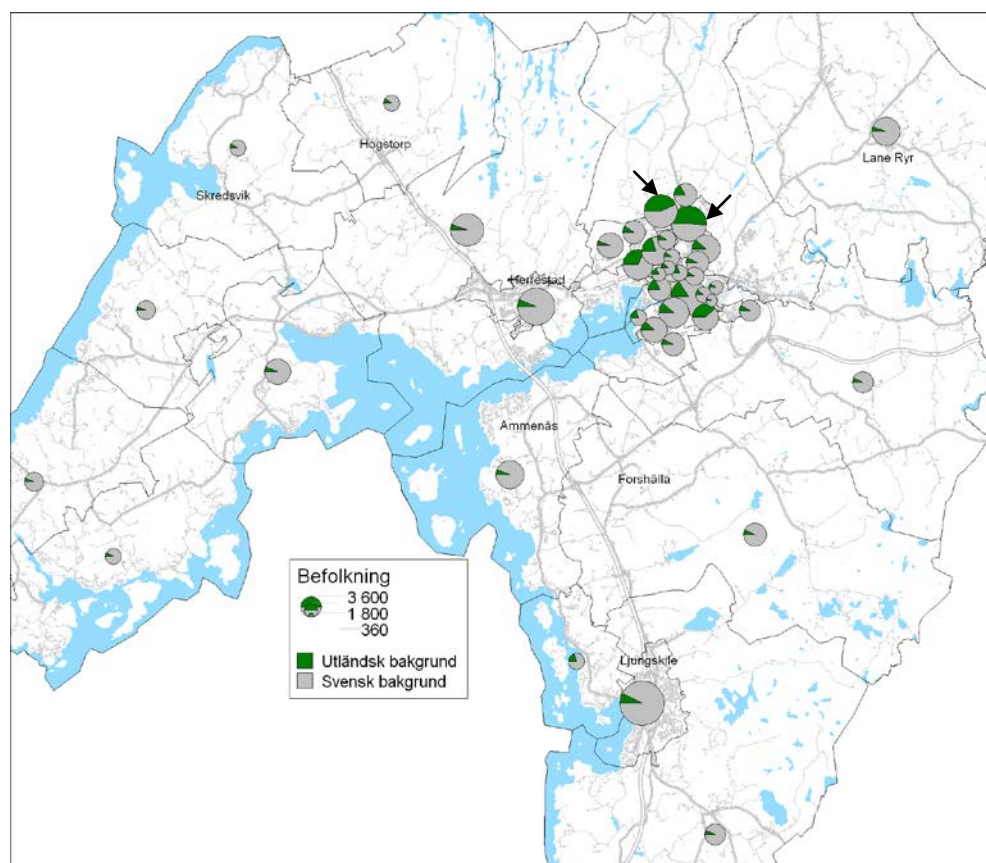 Hogstorp
Lane Ryr
Skredsvik
Herrestad
Ammenäs
Forshälla
Befolkning
3 600
1 800
360
Utländsk bakgrund
Svensk bakgrund
Ljungskile